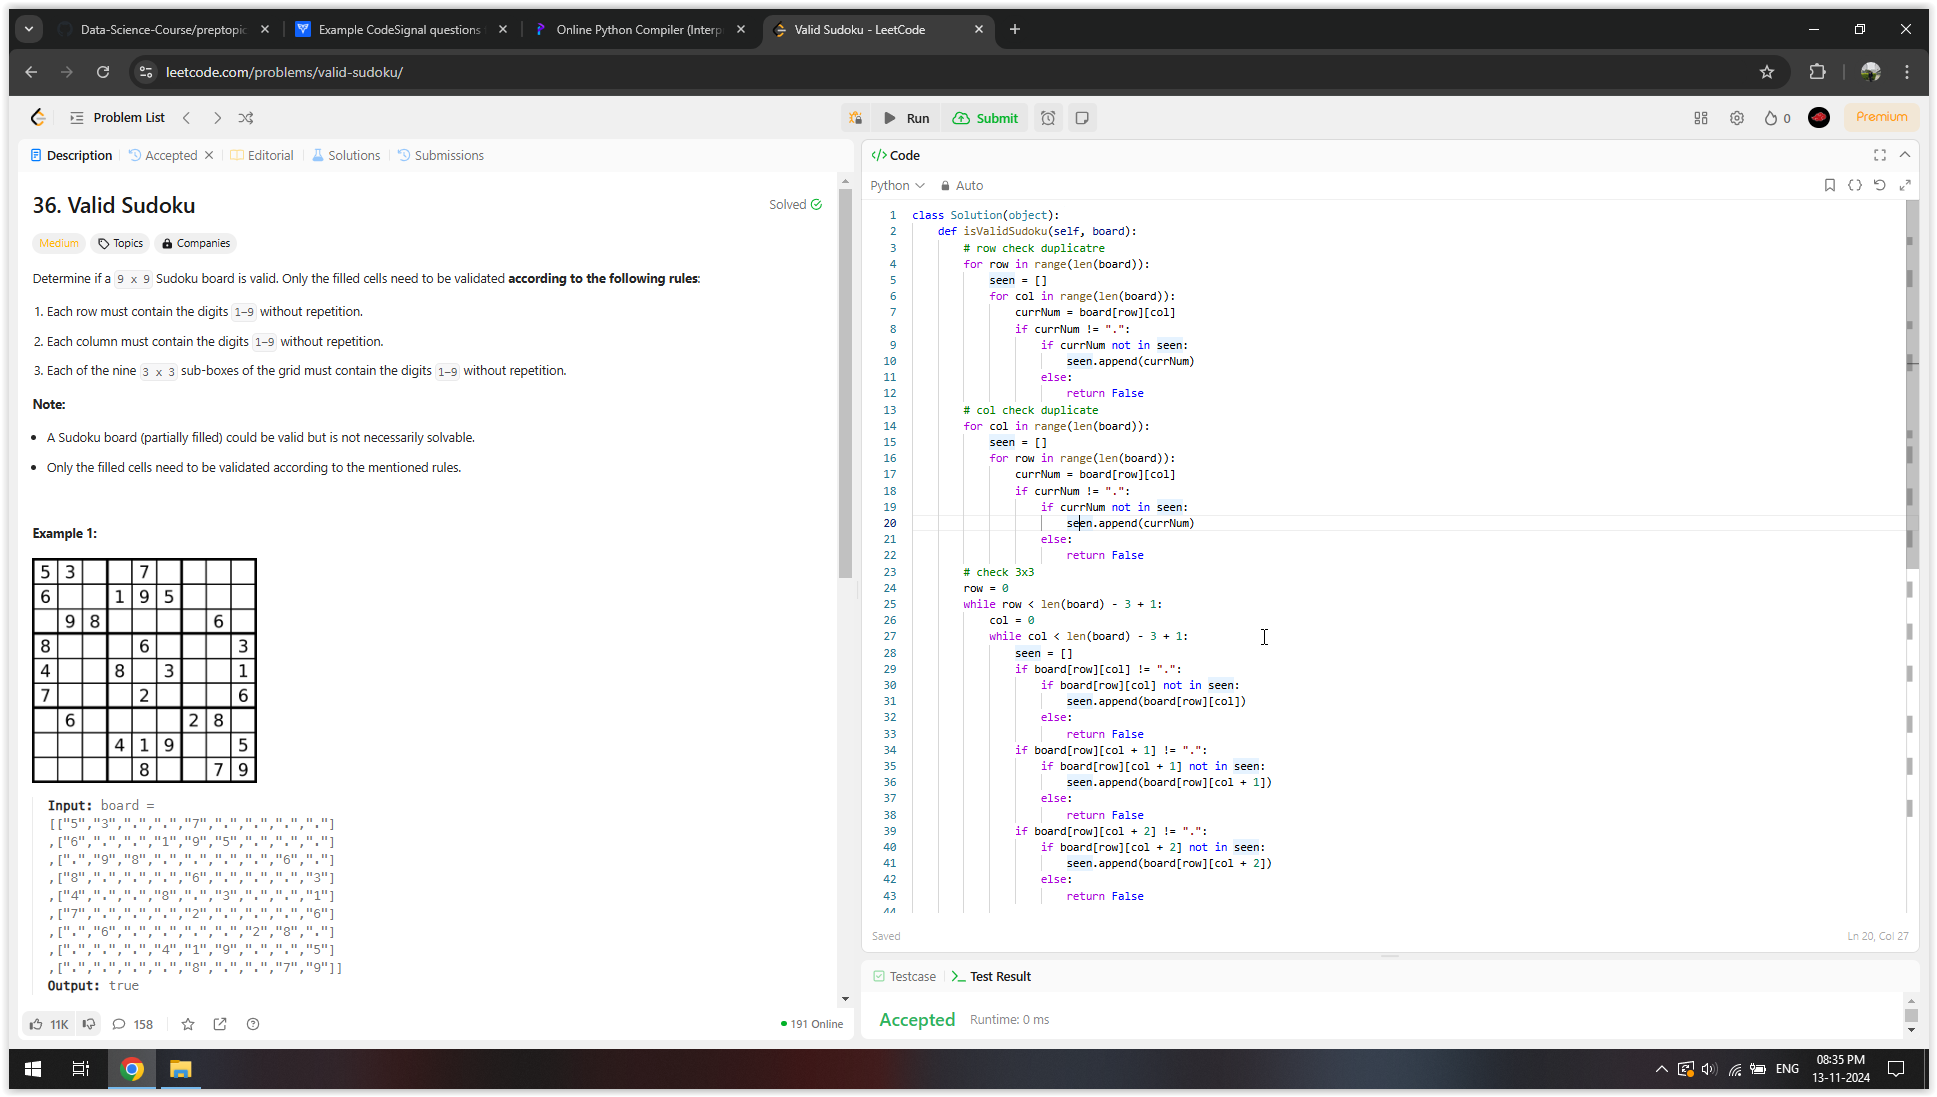 Data-Science-Course/preptopic
Example CodeSignal questions
Online Python Compiler (Interp
Valid Sudoku - LeetCode
leetcode.com/problems/valid-sudoku/
Problem List
Run
Submit
0
Premium
Description
Accepted
Editorial
Solutions
Submissions
36. Valid Sudoku
Solved
Medium
Topics
Companies
Determine if a 9 x 9 Sudoku board is valid. Only the filled cells need to be validated according to the following rules:
1. Each row must contain the digits 1-9 without repetition.
2. Each column must contain the digits 1-9 without repetition.
3. Each of the nine 3 x 3 sub-boxes of the grid must contain the digits 1-9 without repetition.
Note:
• A Sudoku board (partially filled) could be valid but is not necessarily solvable.
• Only the filled cells need to be validated according to the mentioned rules.
Example 1:
5 3 7
6 1 9 5
9 8 6
8 6 3
4 8 3 1
7 2 6
6 2 8
4 1 9 5
8 7 9
Input: board =
[["5","3",".",".","7",".",".",".","."]
,["6",".",".","1","9","5",".",".","."]
,[".","9","8",".",".",".",".","6","."]
,["8",".",".",".","6",".",".",".","3"]
,["4",".",".","8",".","3",".",".","1"]
,["7",".",".",".","2",".",".",".","6"]
,[".","6",".",".",".",".","2","8","."]
,[".",".",".","4","1","9",".",".","5"]
,[".",".",".",".","8",".",".","7","9"]]
Output: true
11K
158
191 Online
</> Code
Python
Auto
1 class Solution(object):
2 def isValidSudoku(self, board):
3 # row check duplicatre
4 for row in range(len(board)):
5 seen = []
6 for col in range(len(board)):
7 currNum = board[row][col]
8 if currNum != ".":
9 if currNum not in seen:
10 seen.append(currNum)
11 else:
12 return False
13 # col check duplicate
14 for col in range(len(board)):
15 seen = []
16 for row in range(len(board)):
17 currNum = board[row][col]
18 if currNum != ".":
19 if currNum not in seen:
20 seen.append(currNum)
21 else:
22 return False
23 # check 3x3
24 row = 0
25 while row < len(board) - 3 + 1:
26 col = 0
27 while col < len(board) - 3 + 1:
28 seen = []
29 if board[row][col] != ".":
30 if board[row][col] not in seen:
31 seen.append(board[row][col])
32 else:
33 return False
34 if board[row][col + 1] != ".":
35 if board[row][col + 1] not in seen:
36 seen.append(board[row][col + 1])
37 else:
38 return False
39 if board[row][col + 2] != ".":
40 if board[row][col + 2] not in seen:
41 seen.append(board[row][col + 2])
42 else:
43 return False
44
Saved
Ln 20, Col 27
Testcase
Test Result
Accepted
Runtime: 0 ms
ENG
08:35 PM
13-11-2024